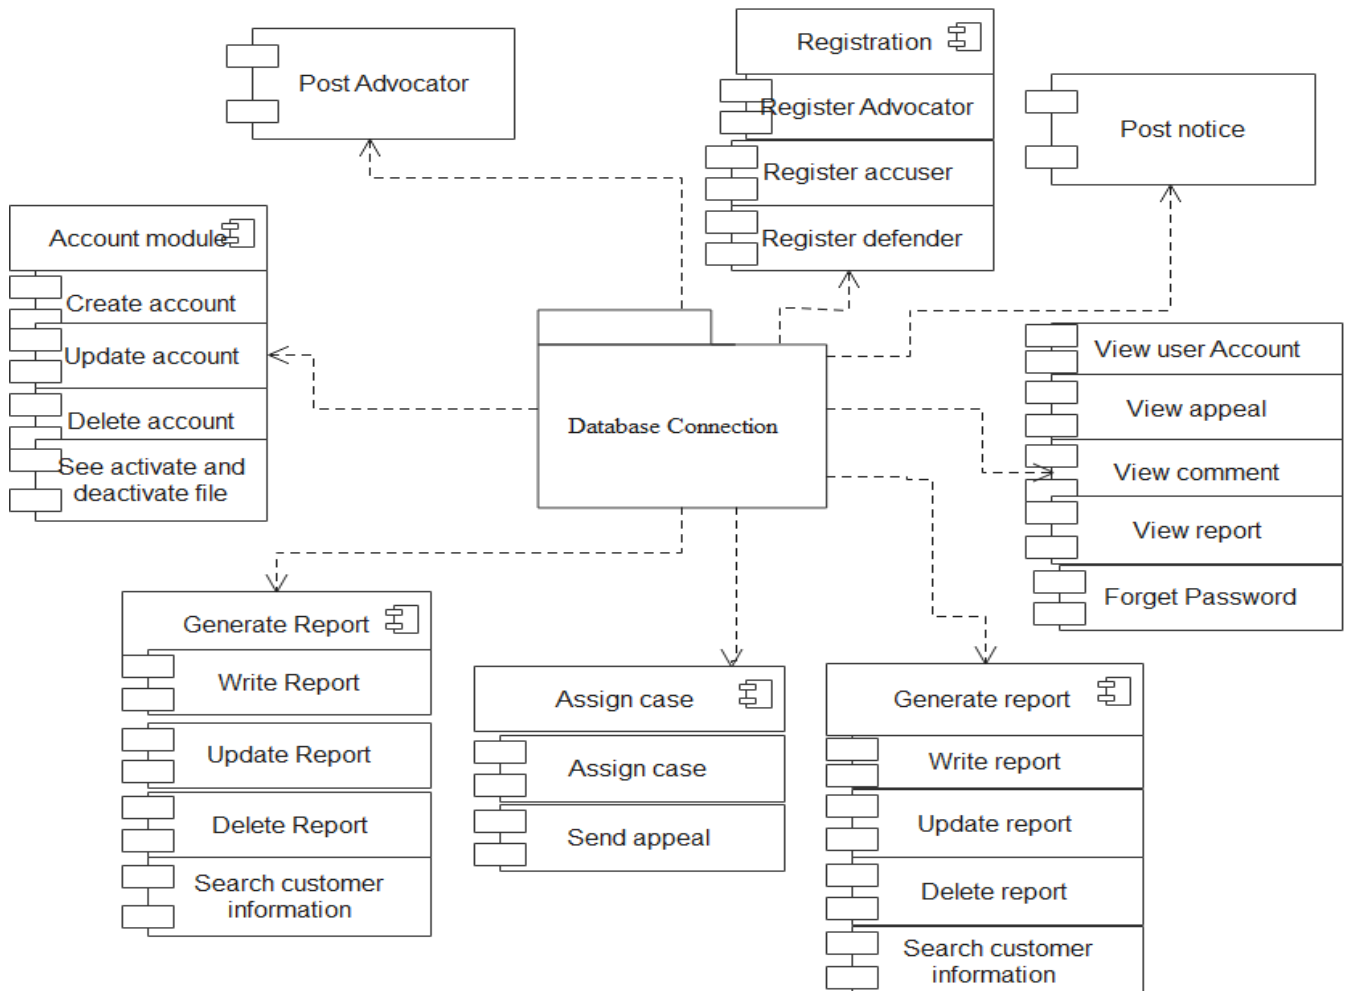 Post Advocator
Registration
Register Advocator
Register accuser
Register defender
Post notice
Account module
Create account
Update account
Delete account
See activate and
deactivate file
Database Connection
View user Account
View appeal
View comment
View report
Forget Password
Generate Report
Write Report
Update Report
Delete Report
Search customer
information
Assign case
Assign case
Send appeal
Generate report
Write report
Update report
Delete report
Search customer
information